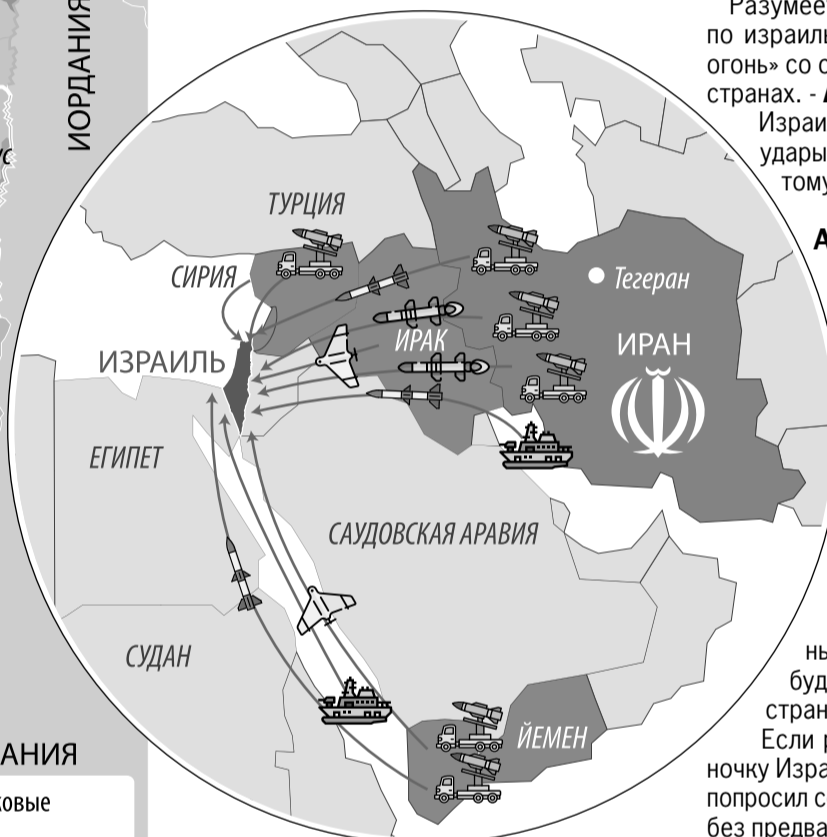 ИОРДАНИЯ
Разумее
по израиль
огонь» со с
странах. -
Израи
удары
тому
ТУРЦИЯ
СИРИЯ
Тегеран
ИРАК
ИРАН
ИЗРАИЛЬ
ЕГИПЕТ
САУДОВСКАЯ АРАВИЯ
СУДАН
ЙЕМЕН
АНИЯ
ковые
ны
буд
стран
Если р
ночку Изра
попросил с
без предва